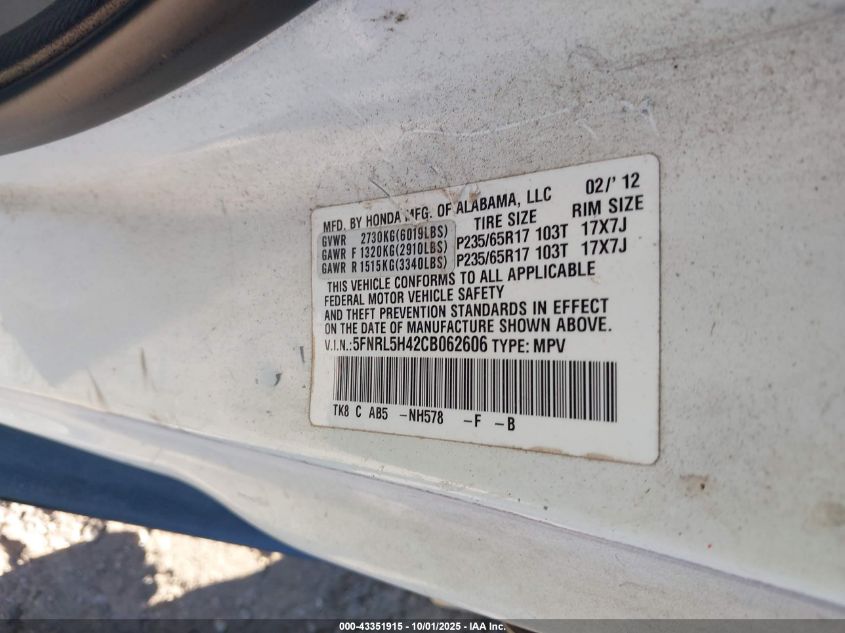 MFD. BY HONDA MFG. OF ALABAMA, LLC 02/' 12
TIRE SIZE RIM SIZE
GVWR 2730KG(6019LBS)
GAWR F 1320KG(2910LBS) P235/65R17 103T 17X7J
GAWR R 1515KG(3340LBS) P235/65R17 103T 17X7J
THIS VEHICLE CONFORMS TO ALL APPLICABLE
FEDERAL MOTOR VEHICLE SAFETY
AND THEFT PREVENTION STANDARDS IN EFFECT
ON THE DATE OF MANUFACTURE SHOWN ABOVE.
V.I.N.: 5FNRL5H42CB062606 TYPE: MPV
TK8 C AB5 -NH578 -F -B
000-43351915 - 10/01/2025 - IAA Inc.